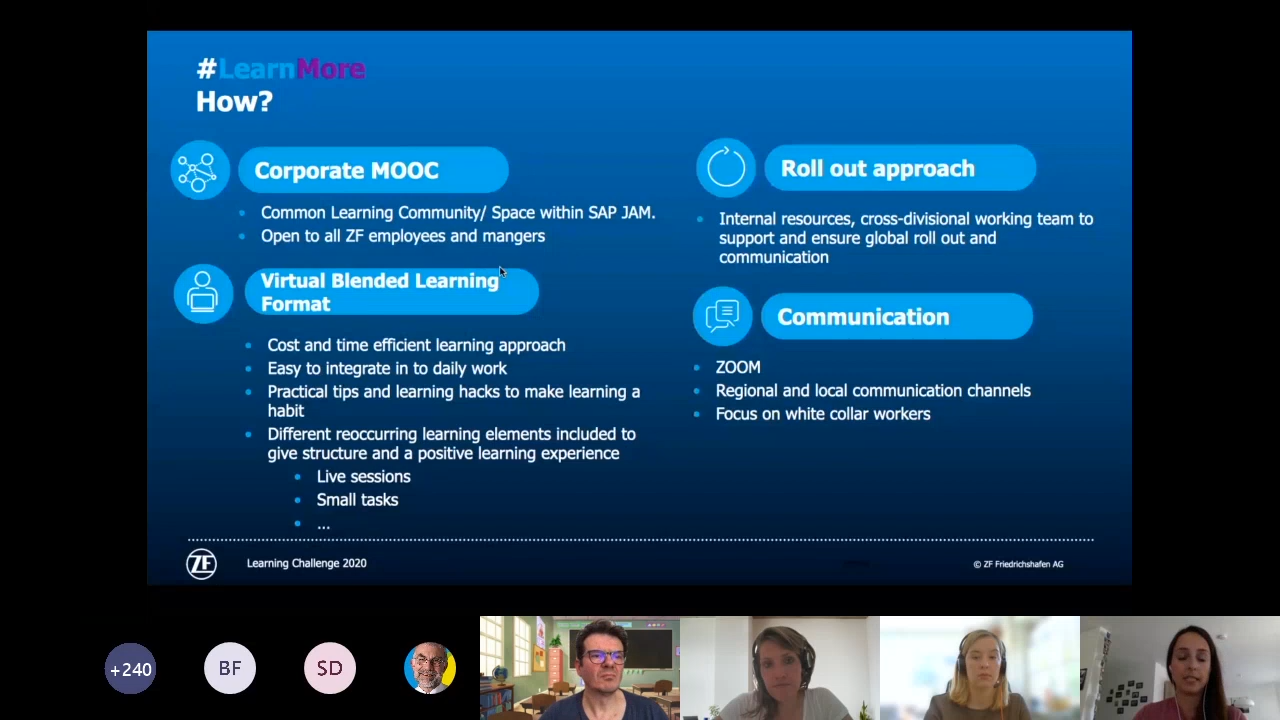 #LearnMore
How?
Corporate MOOC
Common Learning Community/ Space within SAP JAM.
Open to all ZF employees and mangers
Virtual Blended Learning
Format
Cost and time efficient learning approach
Easy to integrate in to daily work
Practical tips and learning hacks to make learning a
habit
Different reoccurring learning elements included to
give structure and a positive learning experience
Live sessions
Small tasks
...
Roll out approach
Internal resources, cross-divisional working team to
support and ensure global roll out and
communication
Communication
ZOOM
Regional and local communication channels
Focus on white collar workers
ZF
Learning Challenge 2020
© ZF Friedrichshafen AG
+240
BF
SD